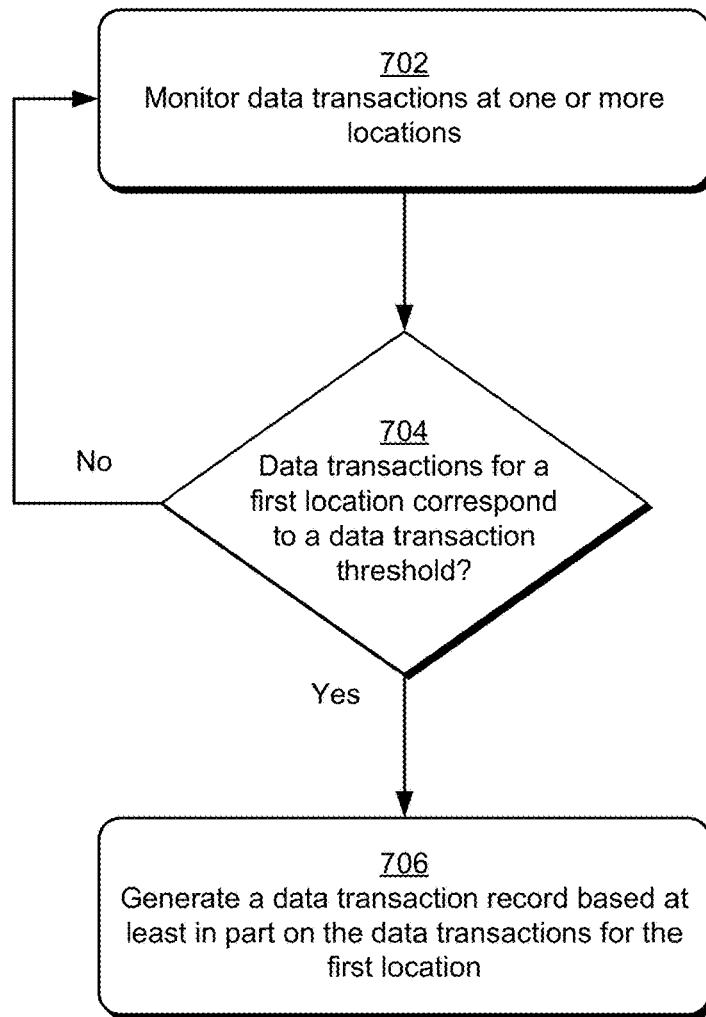 702
Monitor data transactions at one or more
locations
704
Data transactions for a
first location correspond
to a data transaction
threshold?
No
Yes
706
Generate a data transaction record based at
least in part on the data transactions for the
first location